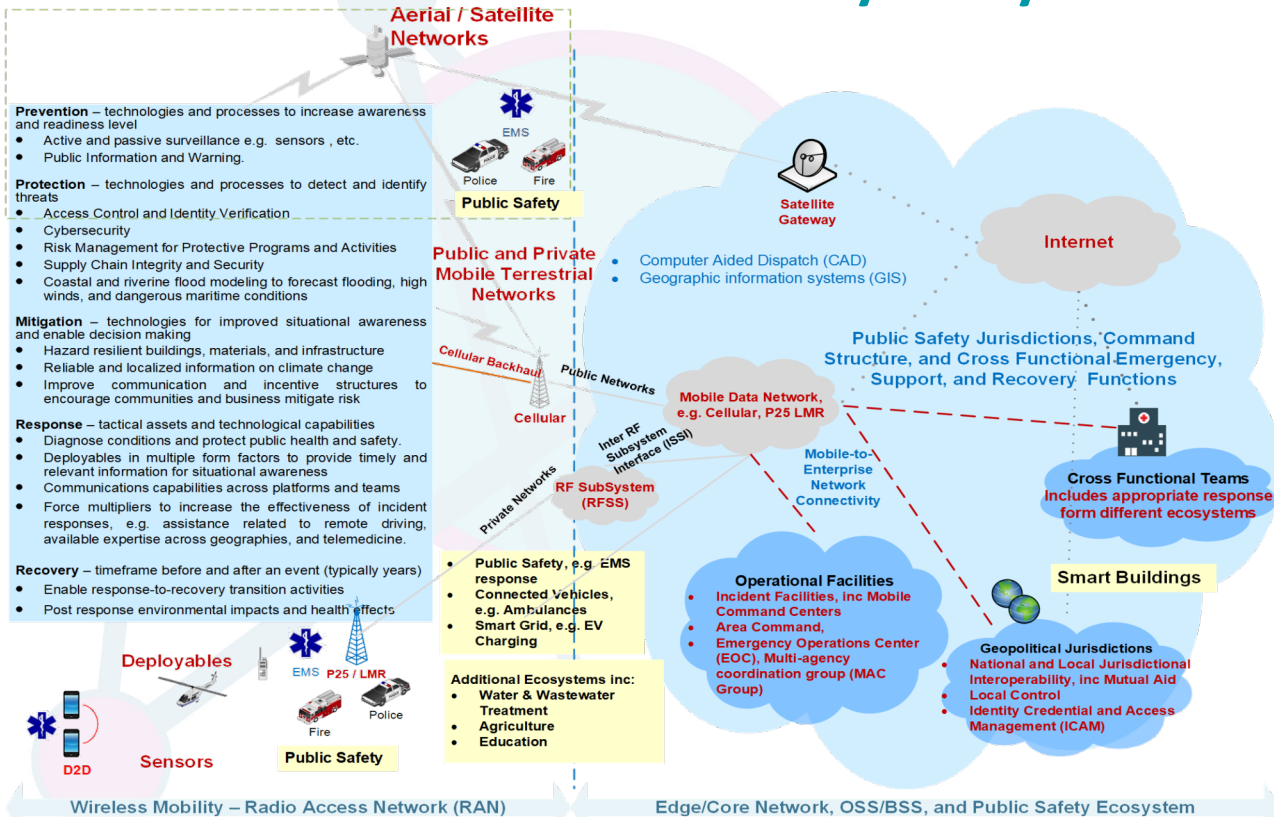 Aerial / Satellite
Networks
Prevention – technologies and processes to increase awareness
and readiness level
Active and passive surveillance e.g. sensors , etc.
Public Information and Warning.
Protection – technologies and processes to detect and identify
threats
Access Control and Identity Verification
Cybersecurity
Risk Management for Protective Programs and Activities
Supply Chain Integrity and Security
Coastal and riverine flood modeling to forecast flooding, high
winds, and dangerous maritime conditions
Mitigation – technologies for improved situational awareness
and enable decision making
Hazard resilient buildings, materials, and infrastructure
Reliable and localized information on climate change
Improve communication and incentive structures to
encourage communities and business mitigate risk
Response – tactical assets and technological capabilities
Diagnose conditions and protect public health and safety.
Deployables in multiple form factors to provide timely and
relevant information for situational awareness
Communications capabilities across platforms and teams
Force multipliers to increase the effectiveness of incident
responses, e.g. assistance related to remote driving,
available expertise across geographies, and telemedicine.
Recovery – timeframe before and after an event (typically years)
Enable response-to-recovery transition activities
Post response environmental impacts and health effects
EMS
POLICE
Police
Fire
Public Safety
Public and Private
Mobile Terrestrial
Networks
Cellular Backhaul
Cellular
Public Networks
Private Networks
Inter RF
Subsystem
Interface (ISSI)
RF SubSystem
(RFSS)
Satellite
Gateway
Internet
Computer Aided Dispatch (CAD)
Geographic information systems (GIS)
Public Safety Jurisdictions, Command
Structure, and Cross Functional Emergency,
Support, and Recovery Functions
Mobile Data Network,
e.g. Cellular, P25 LMR
Mobile-to-
Enterprise
Network
Connectivity
Cross Functional Teams
Includes appropriate response
form different ecosystems
Smart Buildings
Operational Facilities
Incident Facilities, inc Mobile
Command Centers
Area Command,
Emergency Operations Center
(EOC), Multi-agency
coordination group (MAC
Group)
Geopolitical Jurisdictions
National and Local Jurisdictional
Interoperability, inc Mutual Aid
Local Control
Identity Credential and Access
Management (ICAM)
Public Safety, e.g. EMS
response
Connected Vehicles,
e.g. Ambulances
Smart Grid, e.g. EV
Charging
Additional Ecosystems inc:
Water & Wastewater
Treatment
Agriculture
Education
Deployables
EMS
P25 / LMR
Fire
Police
Public Safety
D2D
Sensors
Wireless Mobility – Radio Access Network (RAN)
Edge/Core Network, OSS/BSS, and Public Safety Ecosystem